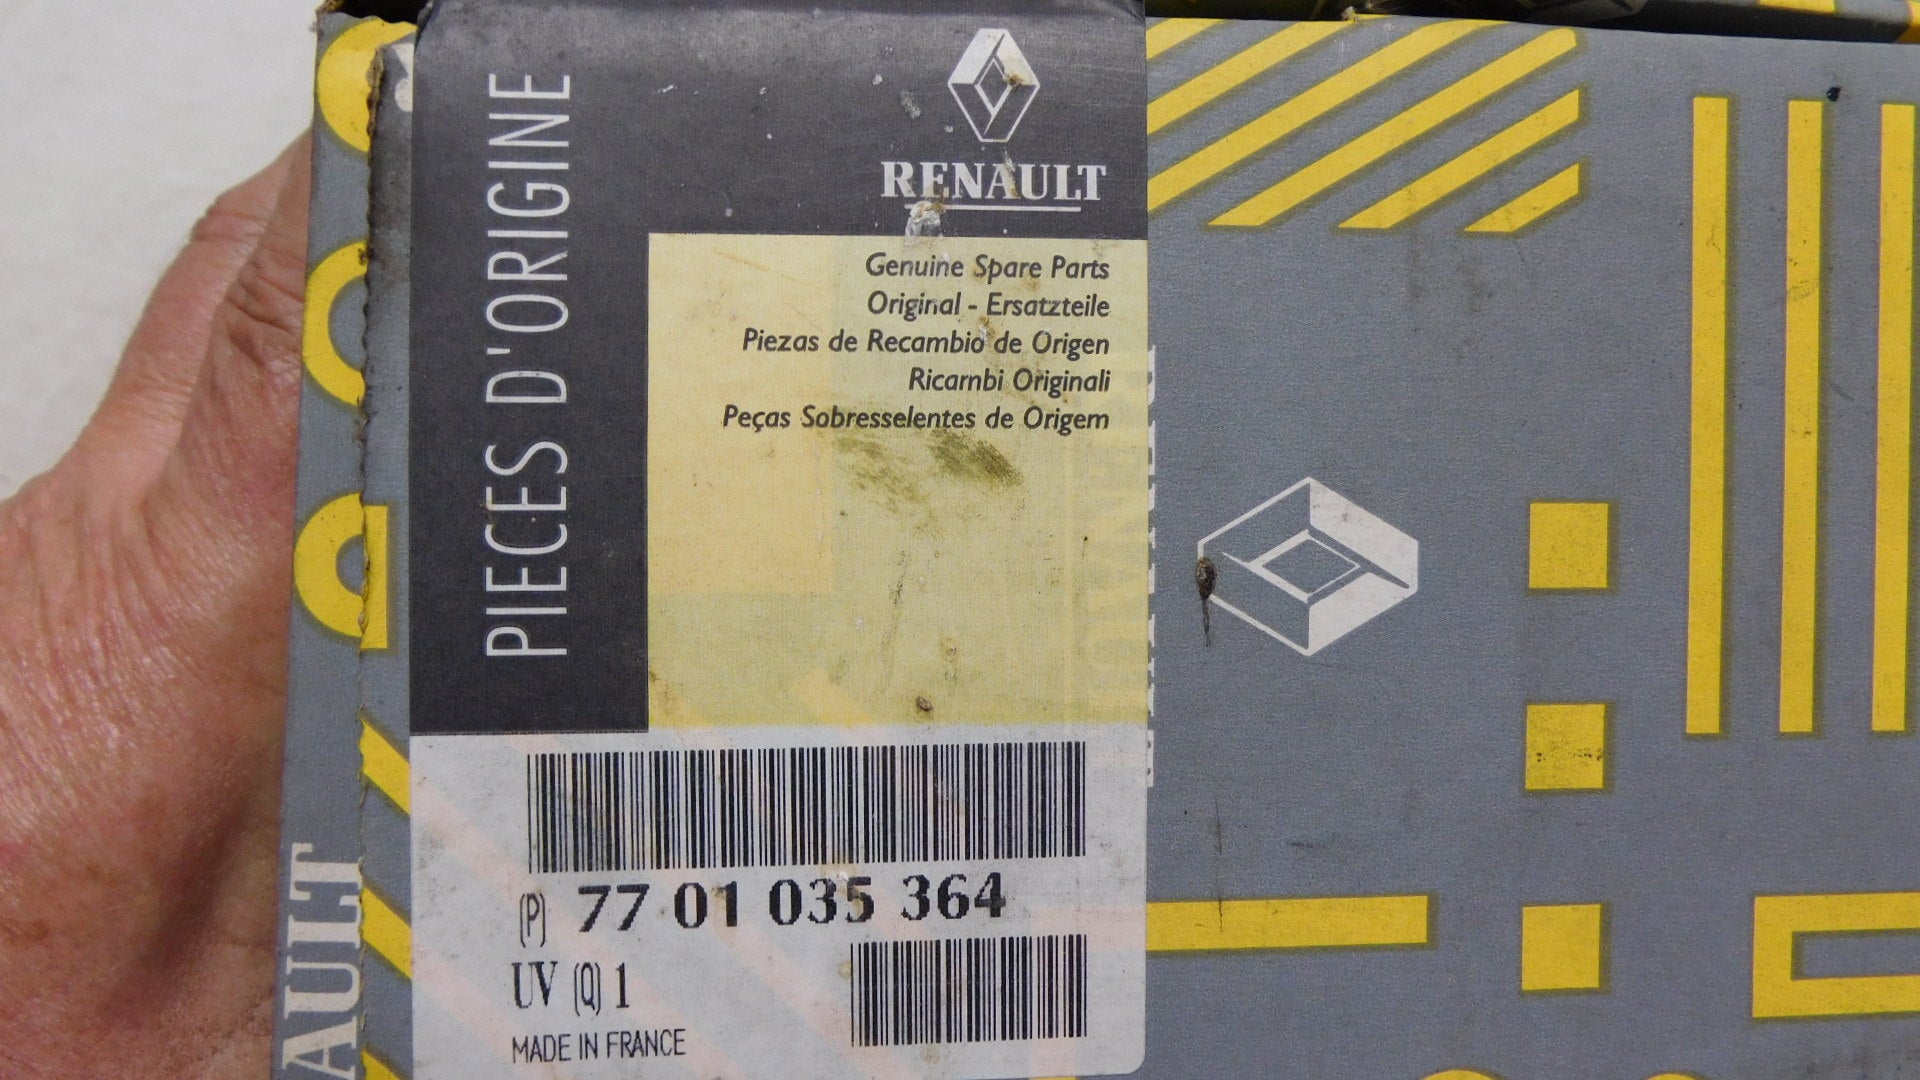 PIECES D'ORIGINE
RENAULT
Genuine Spare Parts
Original - Ersatzteile
Piezas de Recambio de Origen
Ricambi Originali
Peças Sobresselentes de Origem
(P) 77 01 035 364
UV (Q) 1
MADE IN FRANCE
AULT